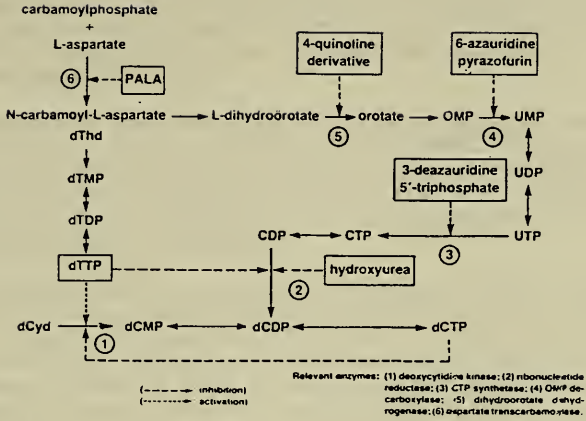 carbamoylphosphate
+
L-aspartate
6 PALA
4-quinoline
derivative
6-azauridine
pyrazofurin
N-carbamoyl-L-aspartate L-dihydroörotate orotate OMP UMP
5 4
dThd
dTMP
3-deazauridine
5'-triphosphate
UDP
dTDP
CDP CTP UTP
3
dTTP
2 hydroxyurea
dCyd dCMP dCDP dCTP
1
Relevant enzymes: (1) deoxycytidine kinase; (2) ribonucleotide
reductase; (3) CTP synthetase; (4) OMP de-
carboxylase; (5) dihydroorotate dehyd-
rogenase; (6) aspartate transcarbamoylase.
(---- inhibition)
(---- activation)